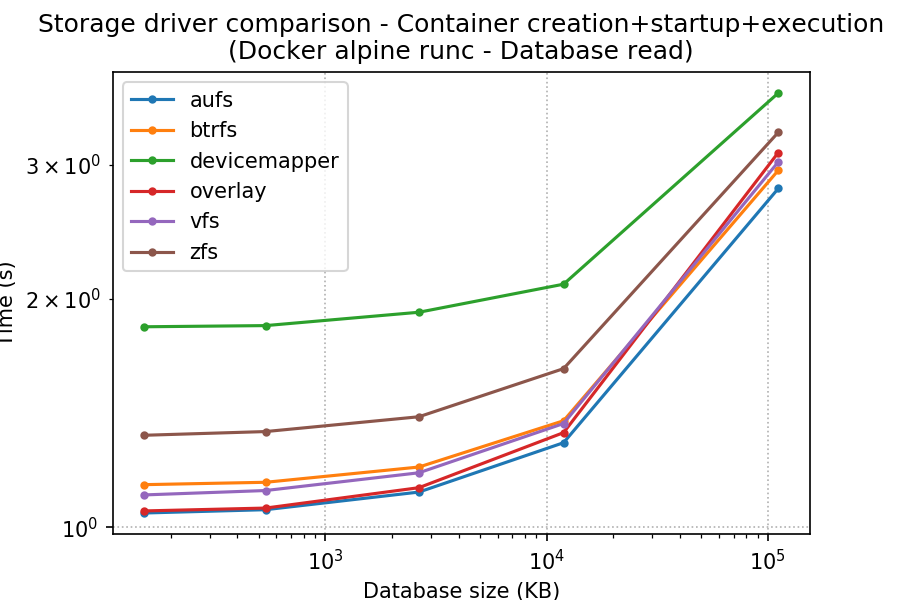 Storage driver comparison - Container creation+startup+execution
(Docker alpine runc - Database read)
aufs
btrfs
devicemapper
overlay
vfs
zfs
3 × 10⁰
2 × 10⁰
10⁰
Time (s)
10³
10⁴
10⁵
Database size (KB)